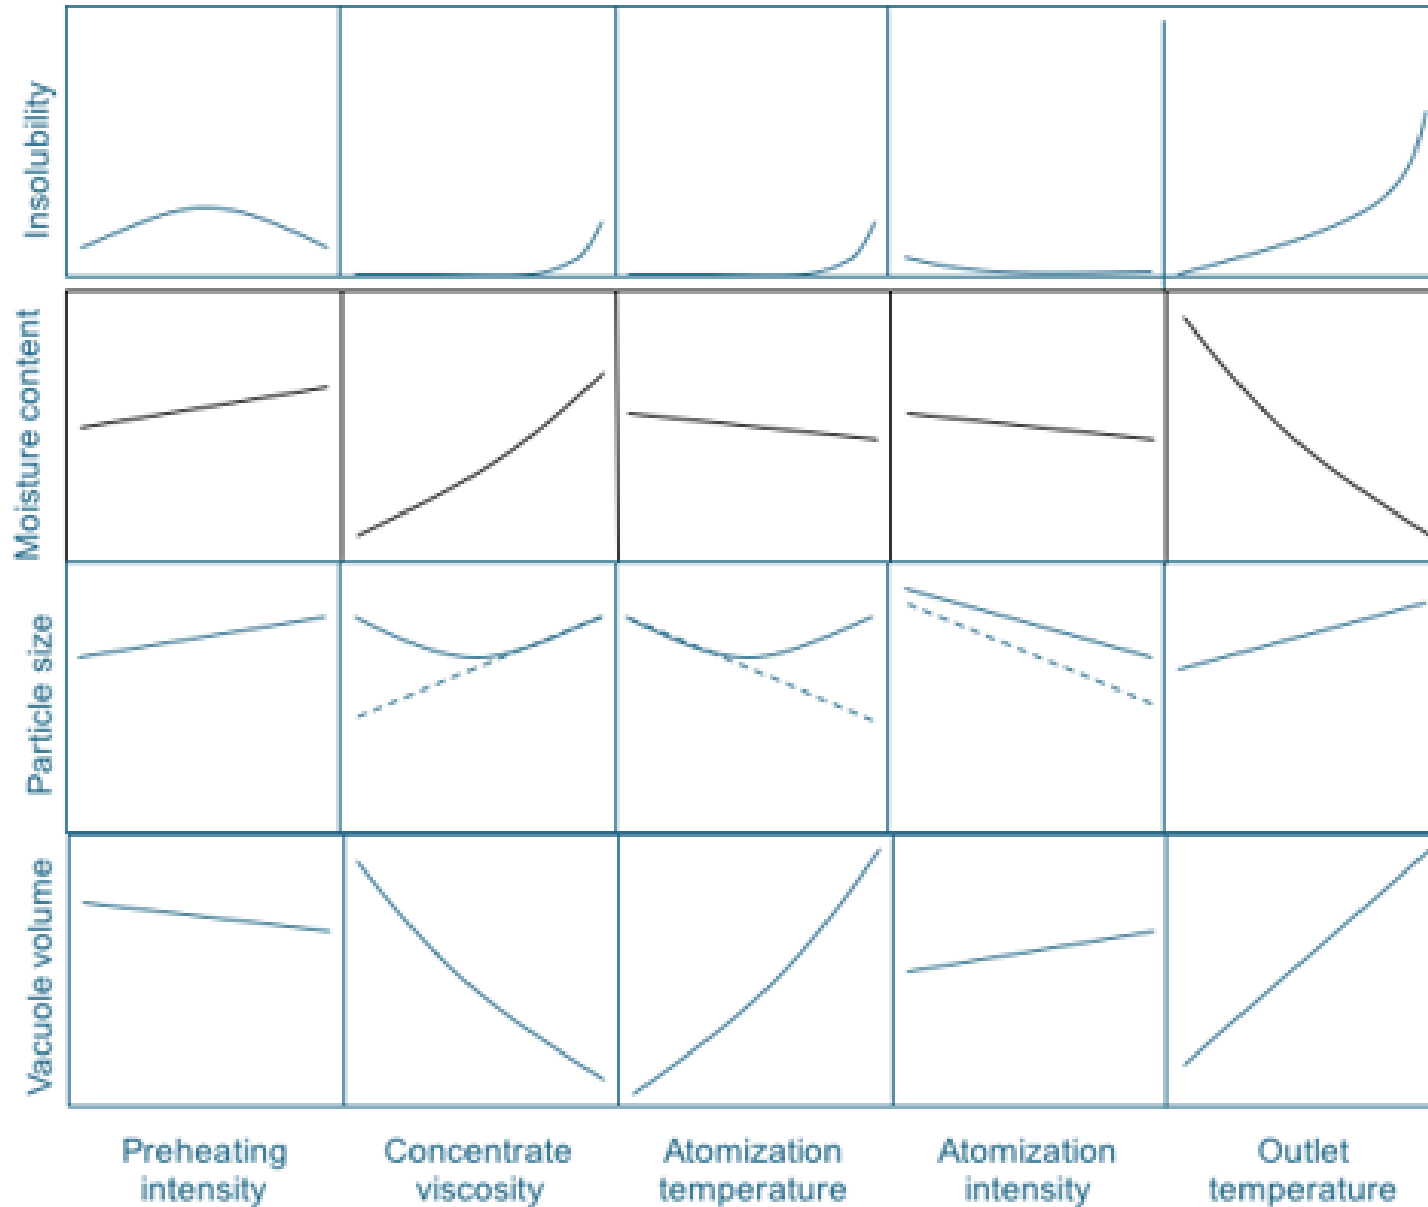 Insolubility
Moisture content
Particle size
Vacuole volume
Preheating
intensity
Concentrate
viscosity
Atomization
temperature
Atomization
intensity
Outlet
temperature